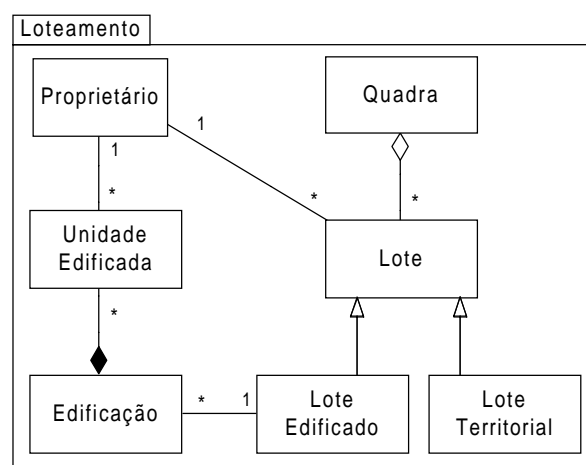 Loteamento
Proprietário
Quadra
1
1
*
*
*
Unidade
Edificada
Lote
*
Edificação
*
1
Lote
Edificado
Lote
Territorial